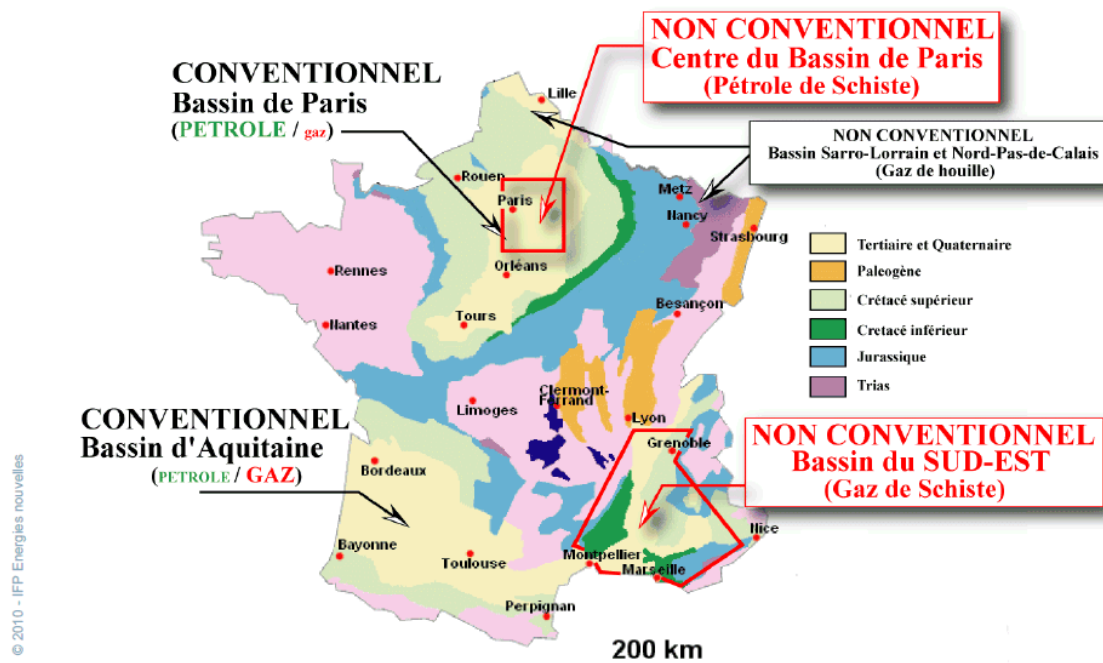 NON CONVENTIONNEL
Centre du Bassin de Paris
(Pétrole de Schiste)
CONVENTIONNEL
Bassin de Paris
(PETROLE / gaz)
NON CONVENTIONNEL
Bassin Sarro-Lorrain et Nord-Pas-de-Calais
(Gaz de houille)
Lille
Rouen
Paris
Metz
Nancy
Strasbourg
Orléans
Rennes
Nantes
Tours
Besançon
Tertiaire et Quaternaire
Paleogène
Crétacé supérieur
Cretacé inférieur
Jurassique
Trias
Clermont-
Ferrand
Limoges
Lyon
Grenoble
CONVENTIONNEL
Bassin d'Aquitaine
(PETROLE / GAZ)
NON CONVENTIONNEL
Bassin du SUD-EST
(Gaz de Schiste)
Bordeaux
Bayonne
Toulouse
Montpellier
Marseille
Nice
Perpignan
200 km
© 2010 - IFP Energies nouvelles